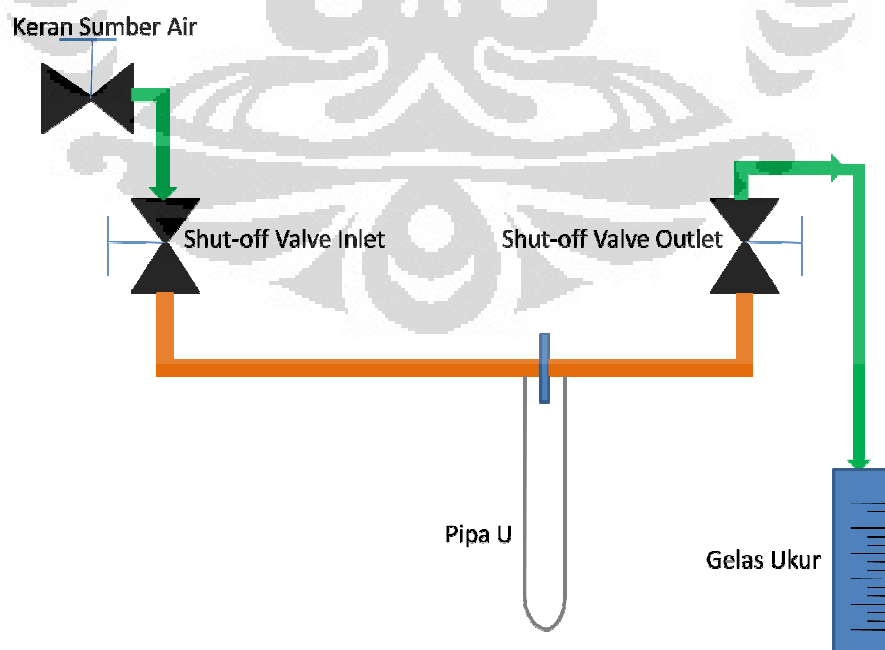 Keran Sumber Air
Shut-off Valve Inlet
Shut-off Valve Outlet
Pipa U
Gelas Ukur